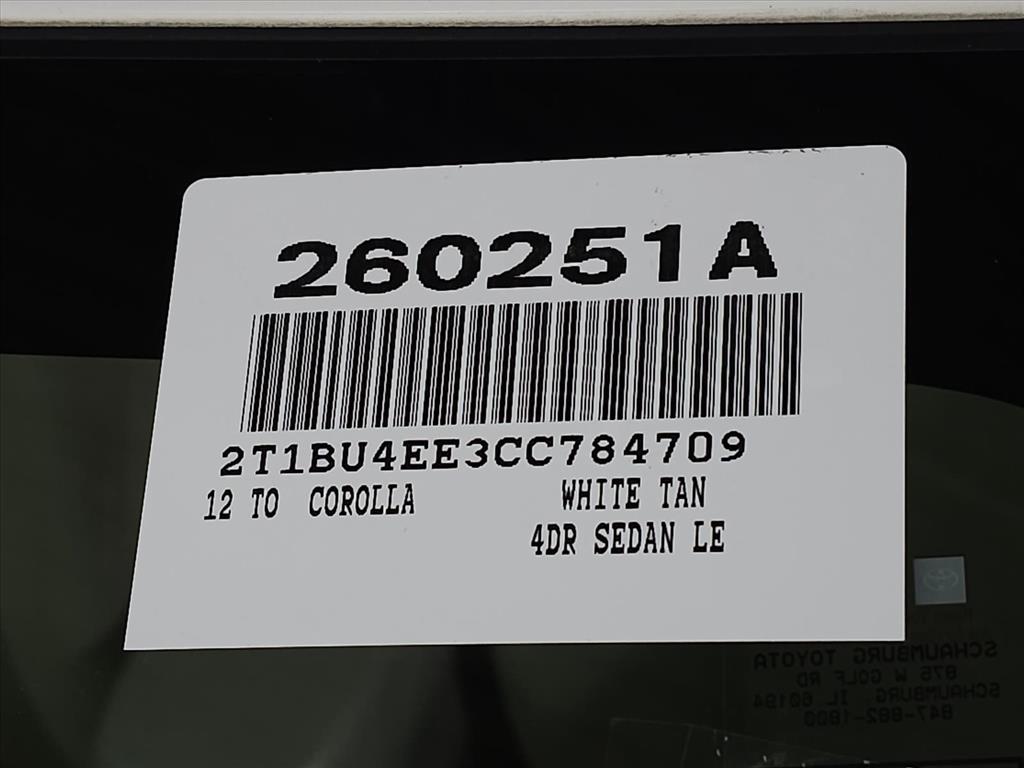 260251A
2T1BU4EE3CC784709
12 TO COROLLA WHITE TAN
4DR SEDAN LE
SCHAUMBURG TOYOTA
875 W GOLF RD
SCHAUMBURG, IL 60194
847-882-1800